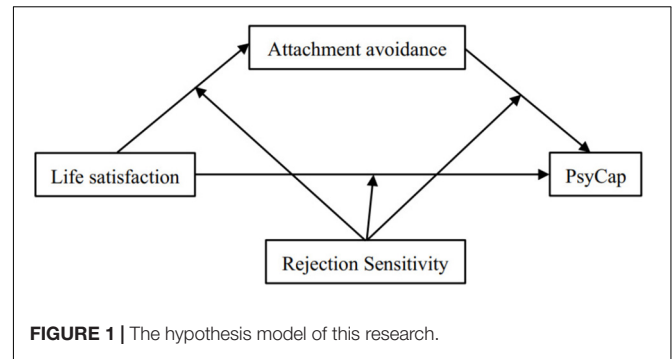 Attachment avoidance
Life satisfaction
PsyCap
Rejection Sensitivity
FIGURE 1 | The hypothesis model of this research.